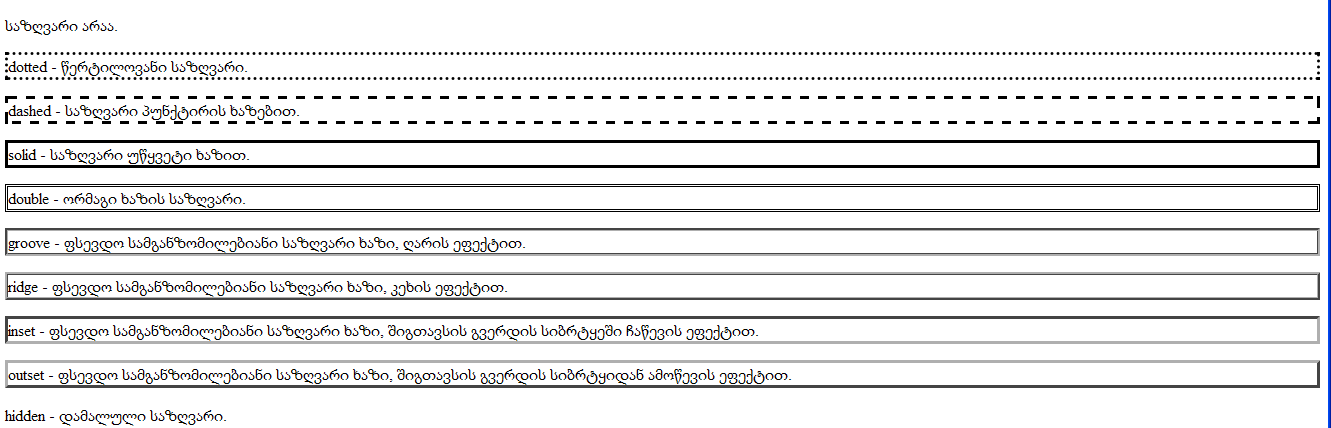 საზღვარი არაა.
dotted - წერტილოვანი საზღვარი.
dashed - საზღვარი პუნქტირის ხაზებით.
solid - საზღვარი უწყვეტი ხაზით.
double - ორმაგი ხაზის საზღვარი.
groove - ფსევდო სამგანზომილებიანი საზღვარი ხაზი, ღარის ეფექტით.
ridge - ფსევდო სამგანზომილებიანი საზღვარი ხაზი, კეხის ეფექტით.
inset - ფსევდო სამგანზომილებიანი საზღვარი ხაზი, შიგთავსის გვერდის სიბრტყეში ჩაწევის ეფექტით.
outset - ფსევდო სამგანზომილებიანი საზღვარი ხაზი, შიგთავსის გვერდის სიბრტყიდან ამოწევის ეფექტით.
hidden - დამალული საზღვარი.